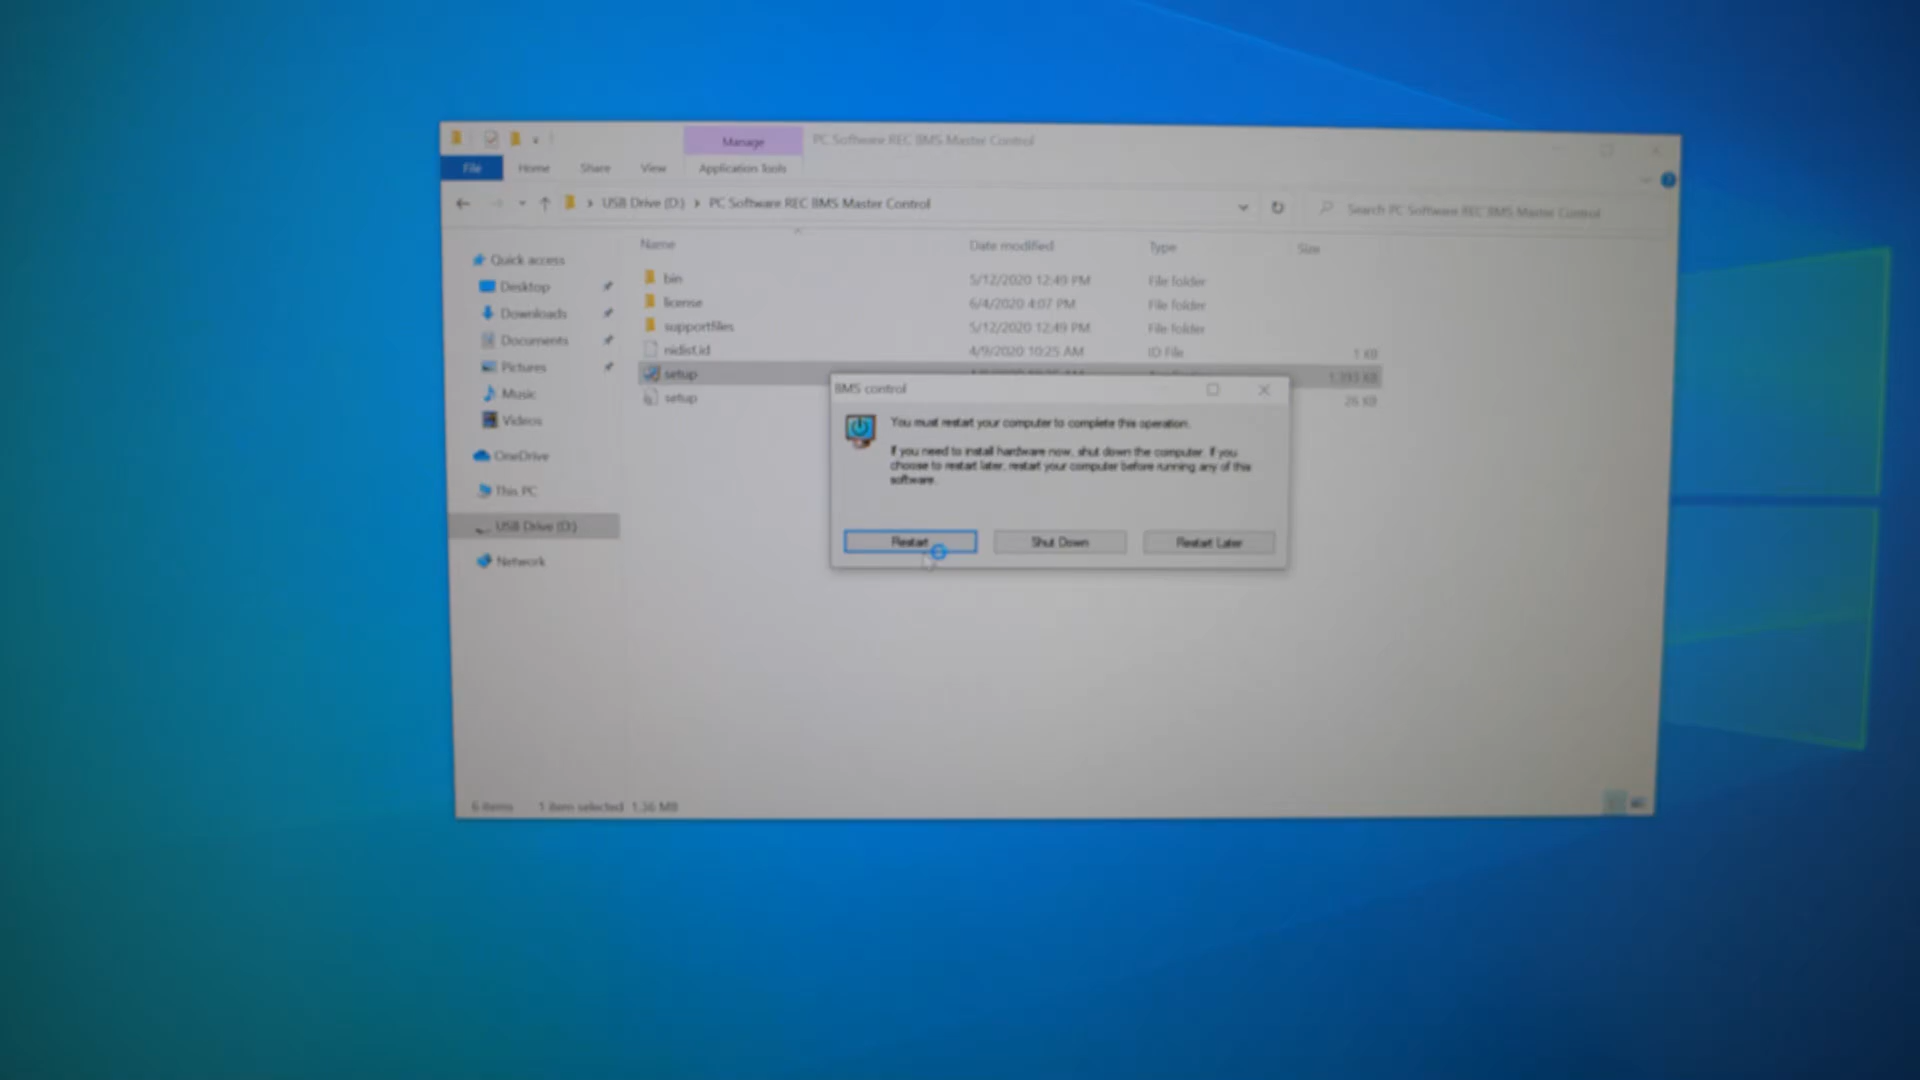 Manage
PC Software REC BMS Master Control
File
Home
Share
View
Application Tools
USB Drive (D:) › PC Software REC BMS Master Control
Search PC Software REC BMS Master Control
Name
Date modified
Type
Size
Quick access
Desktop
Downloads
Documents
Pictures
Music
Videos
OneDrive
This PC
USB Drive (D:)
Network
bin
5/12/2020 12:49 PM
File folder
license
6/4/2020 4:07 PM
File folder
supportfiles
5/12/2020 12:49 PM
File folder
nidist.id
4/9/2020 10:25 AM
ID File
1 KB
setup
1,393 KB
setup
26 KB
BMS control
You must restart your computer to complete this operation.
If you need to install hardware now, shut down the computer. If you
choose to restart later, restart your computer before running any of this
software.
Restart
Shut Down
Restart Later
6 items
1 item selected 1.36 MB